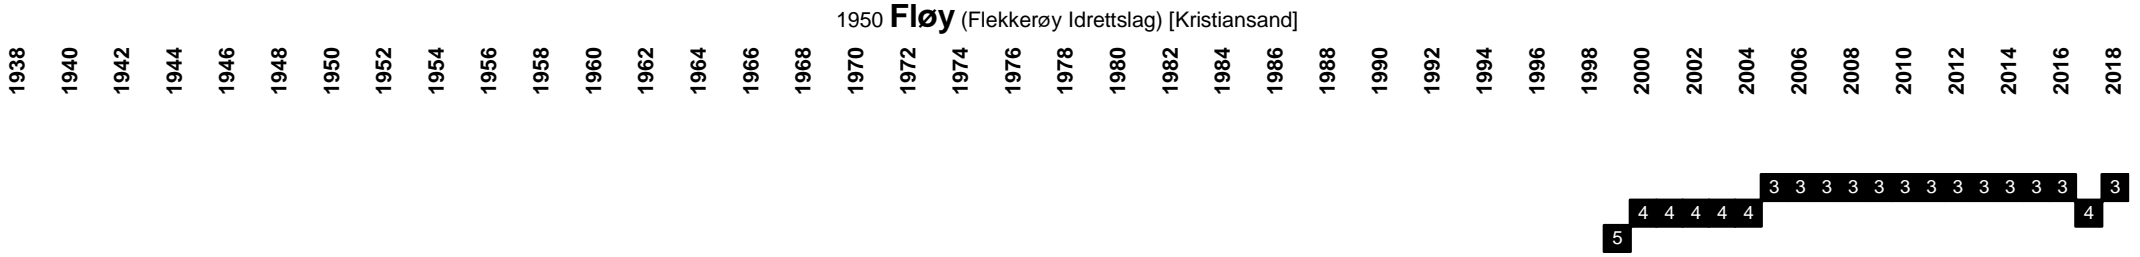 1950 Fløy (Flekkerøy Idrettslag) [Kristiansand]
1938 1940 1942 1944 1946 1948 1950 1952 1954 1956 1958 1960 1962 1964 1966 1968 1970 1972 1974 1976 1978 1980 1982 1984 1986 1988 1990 1992 1994 1996 1998 2000 2002 2004 2006 2008 2010 2012 2014 2016 2018
3 3 3 3 3 3 3 3 3 3 3 3 3
4 4 4 4 4 4
5